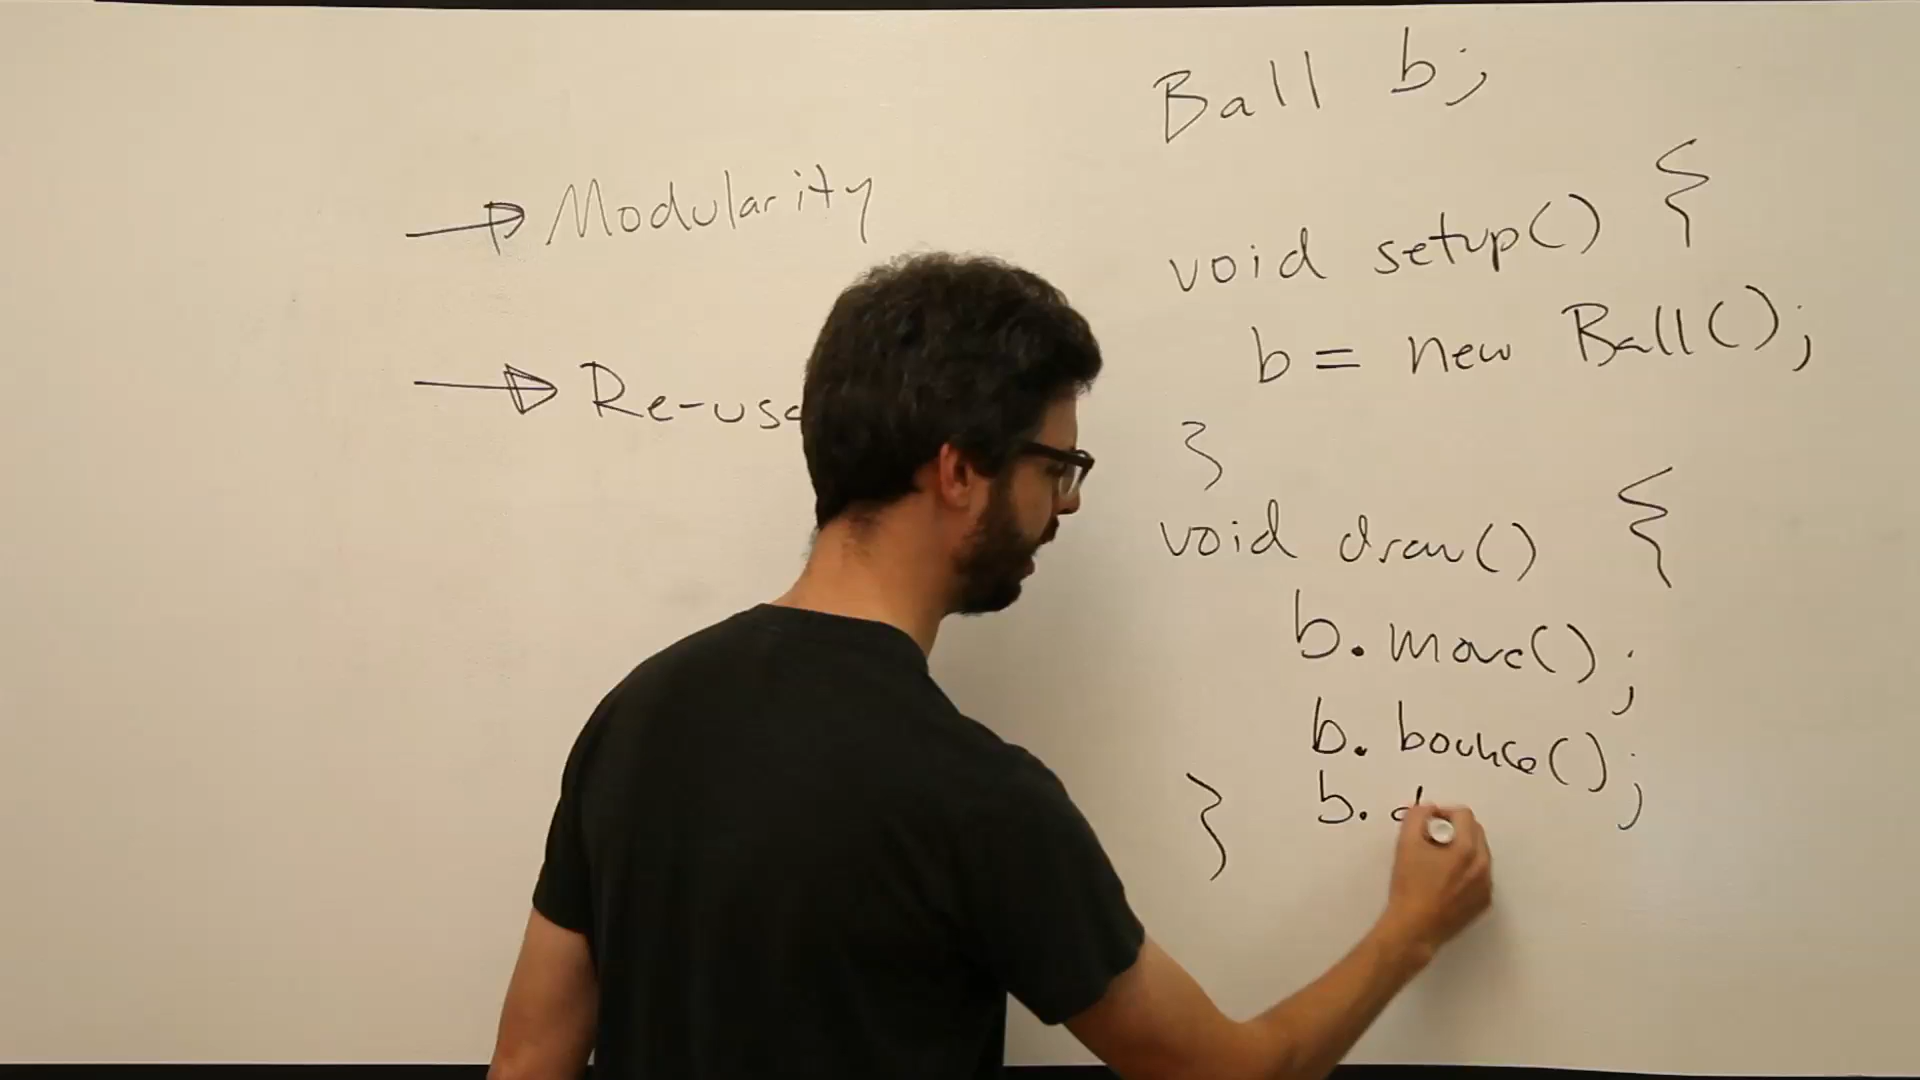 → Modularity
→ Re-us
Ball b;
void setup() {
b = new Ball();
}
void draw() {
b.move();
b.bounce();
b.d
}